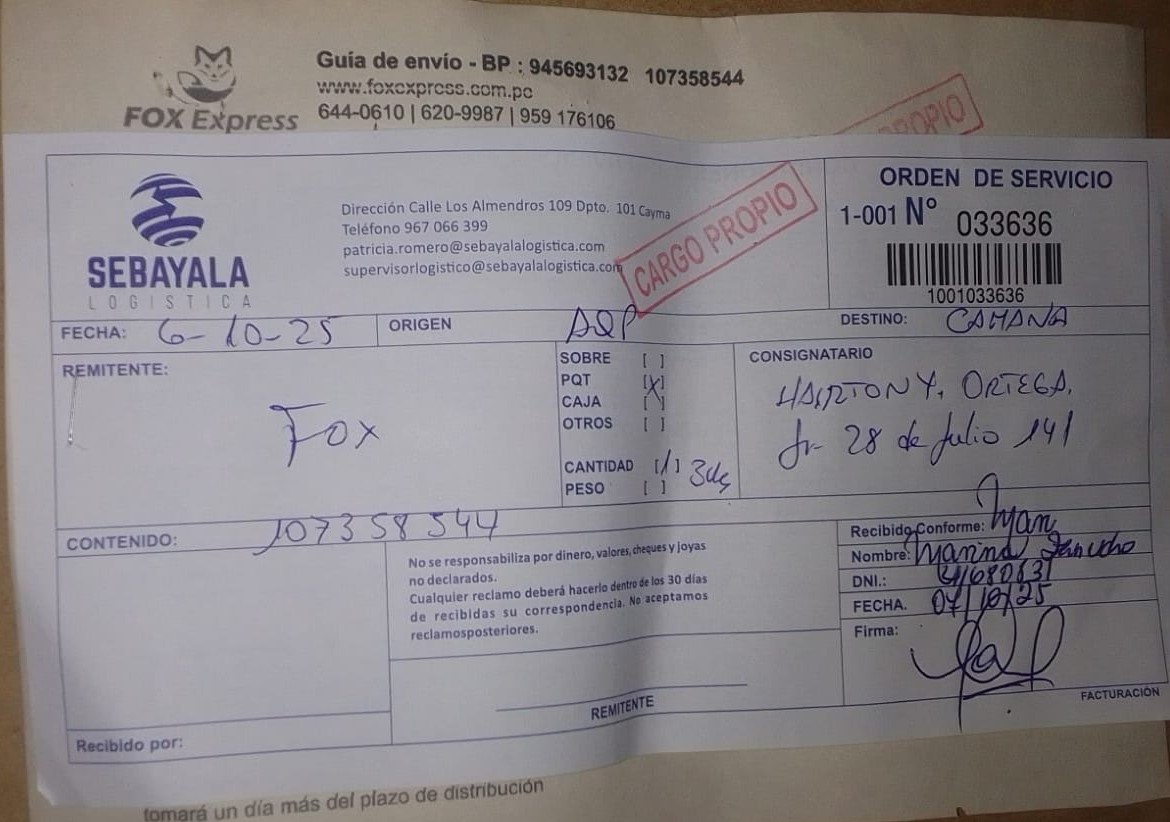 Guía de envío - BP : 945693132 107358544
www.foxexpress.com.pe
644-0610 | 620-9987 | 959 176106
FOX Express
PROPIO
SEBAYALA
LOGISTICA
Dirección Calle Los Almendros 109 Dpto. 101 Cayma
Teléfono 967 066 399
patricia.romero@sebayalalogistica.com
supervisorlogistico@sebayalalogistica.com
CARGO PROPIO
ORDEN DE SERVICIO
1-001 N° 033636
1001033636
FECHA: 6-10-25
ORIGEN AQP
DESTINO: CAMANA
REMITENTE:
Fox
SOBRE [ ]
PQT [X]
CAJA [ ]
OTROS [ ]
CANTIDAD [1]
PESO [ ]
CONSIGNATARIO
ORTEGA.
Jr- 28 de Julio 141
CONTENIDO: 107358544
No se responsabiliza por dinero, valores, cheques y joyas
no declarados.
Cualquier reclamo deberá hacerlo dentro de los 30 días
de recibidas su correspondencia. No aceptamos
reclamosposteriores.
REMITENTE
Recibido Conforme:
Nombre: Marina
DNI.:
FECHA. 07/10/25
Firma:
FACTURACIÓN
Recibido por:
tomará un día más del plazo de distribución